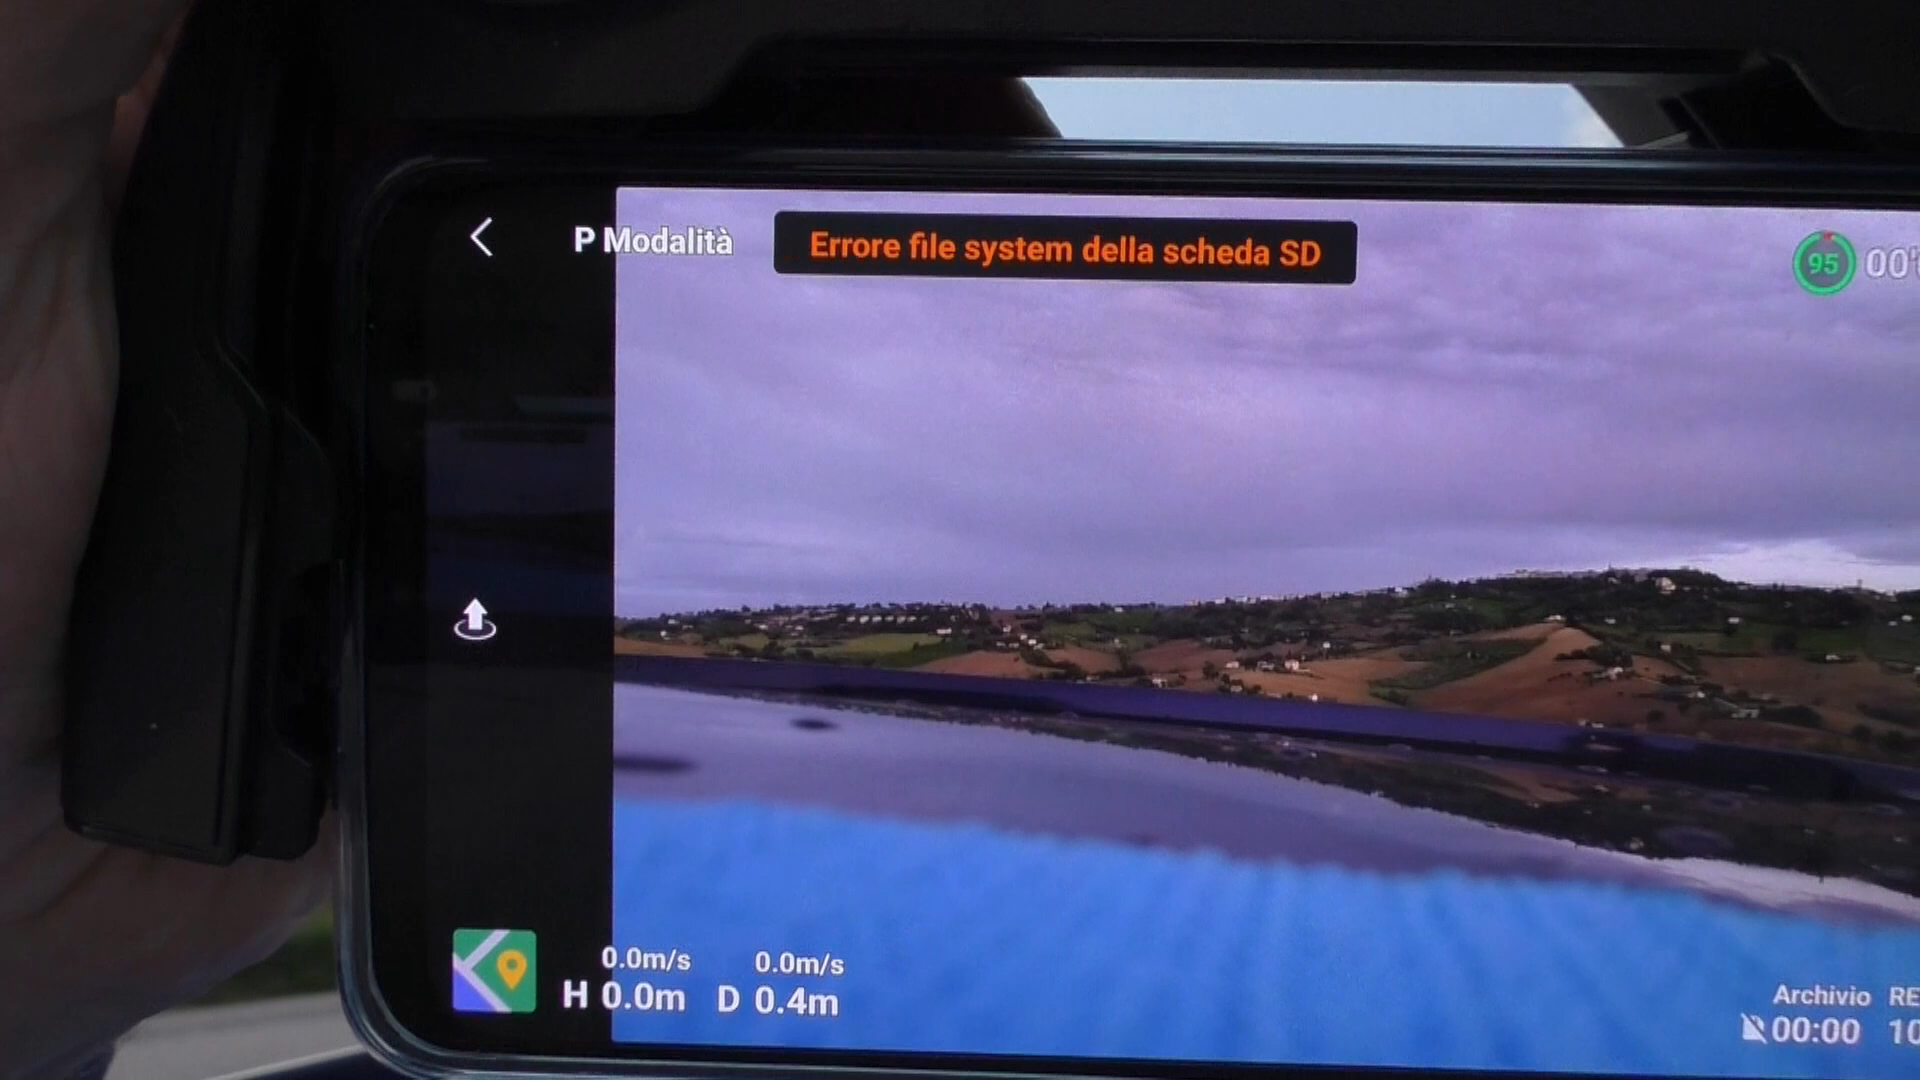 P Modalità
Errore file system della scheda SD
95
0.0m/s 0.0m/s
H 0.0m D 0.4m
Archivio
00:00